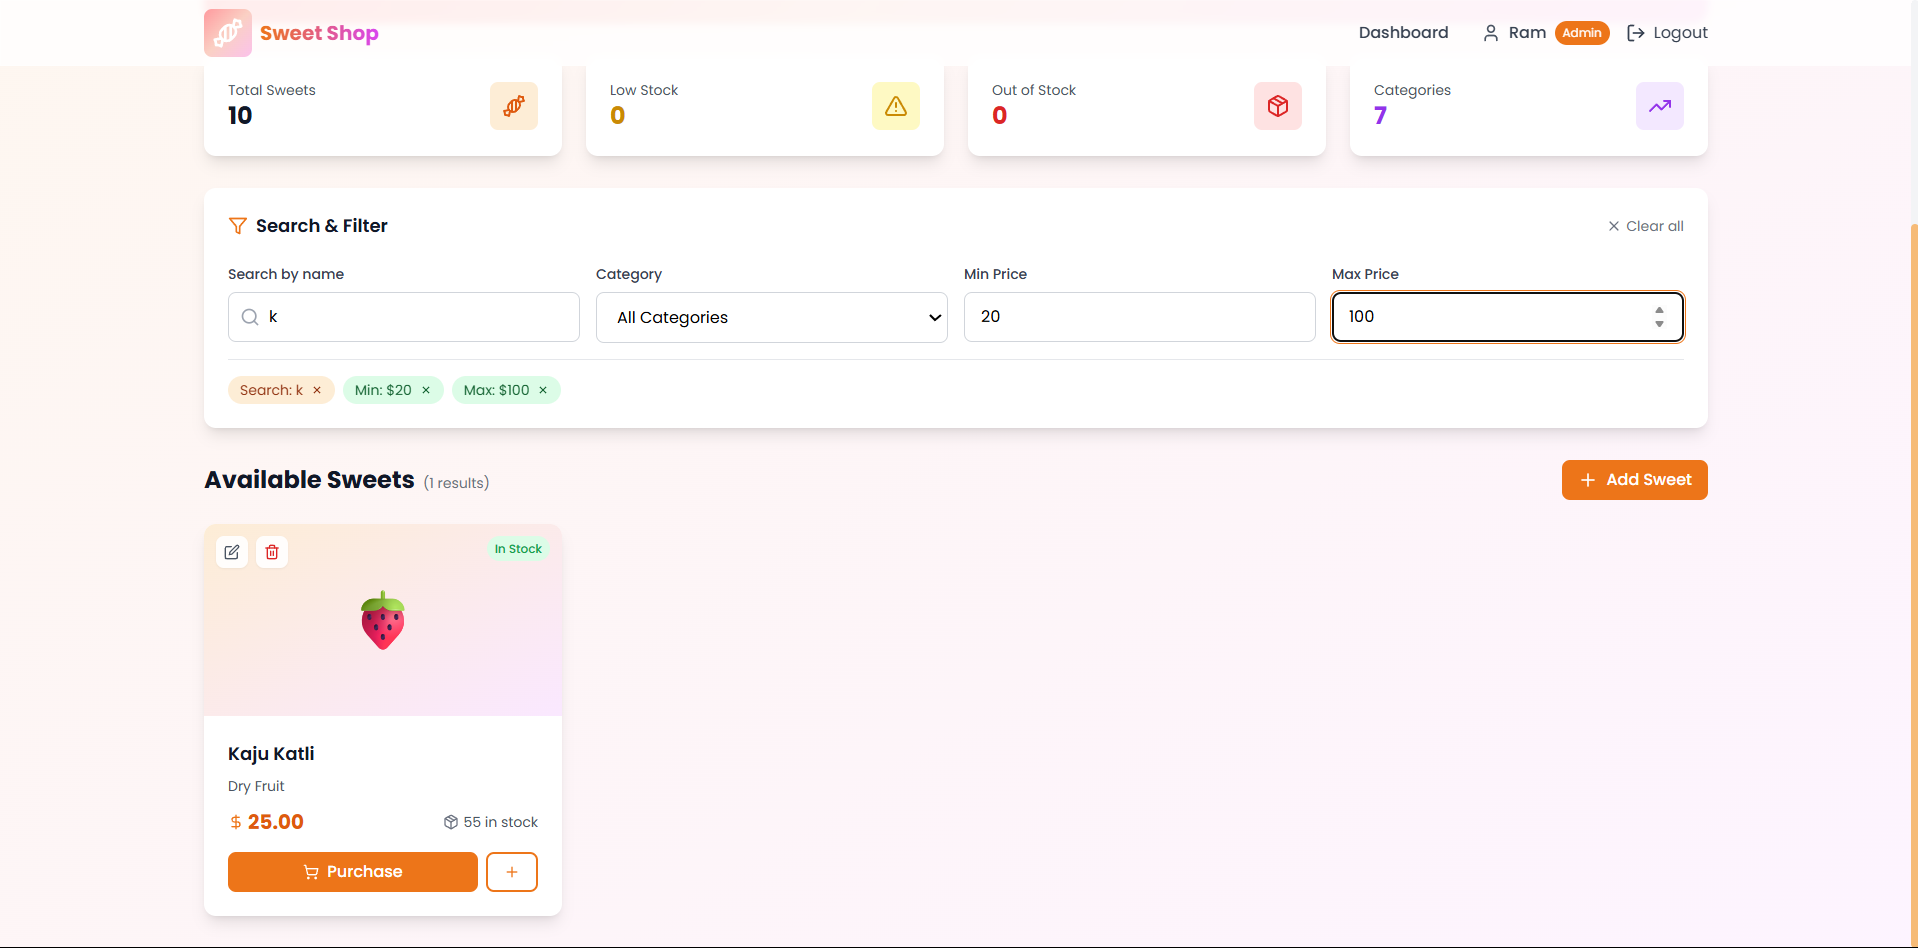 Sweet Shop
Dashboard
Ram
Admin
Logout
Total Sweets
10
Low Stock
0
Out of Stock
0
Categories
7
Search & Filter
Clear all
Search by name
k
Category
All Categories
Min Price
20
Max Price
100
Search: k ×
Min: $20 ×
Max: $100 ×
Available Sweets (1 results)
+ Add Sweet
In Stock
Kaju Katli
Dry Fruit
$ 25.00
55 in stock
Purchase
+